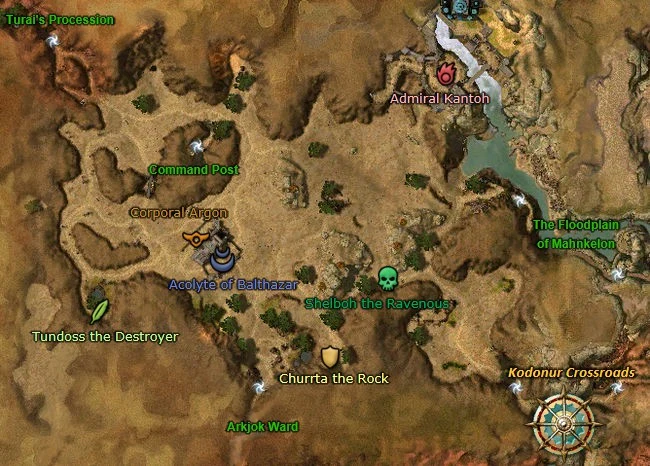 Turai's Procession
Admiral Kantoh
Command Post
Corporal Argon
The Floodplain
of Mahnkelon
Acolyte of Balthazar
Shelboh the Ravenous
Tundoss the Destroyer
Churrta the Rock
Kodonur Crossroads
Arkjok Ward